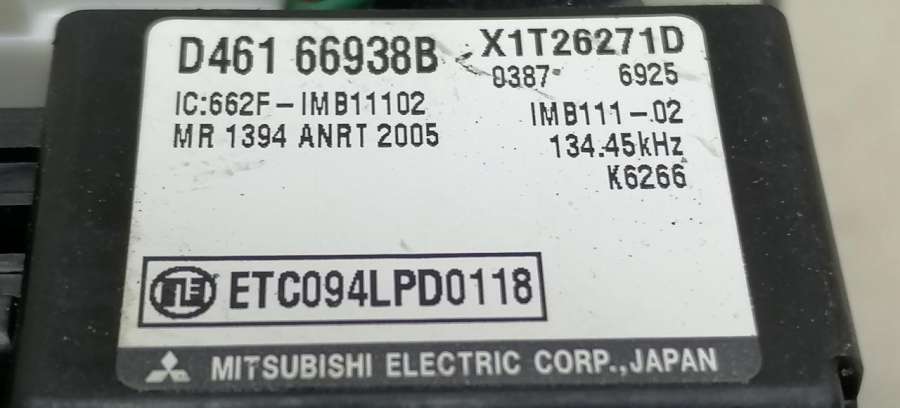 D461 66938B X1T26271D
0387 6925
IC:662F-IMB11102 IMB111-02
MR 1394 ANRT 2005 134.45kHz
K6266
ETC094LPD0118
MITSUBISHI ELECTRIC CORP.,JAPAN